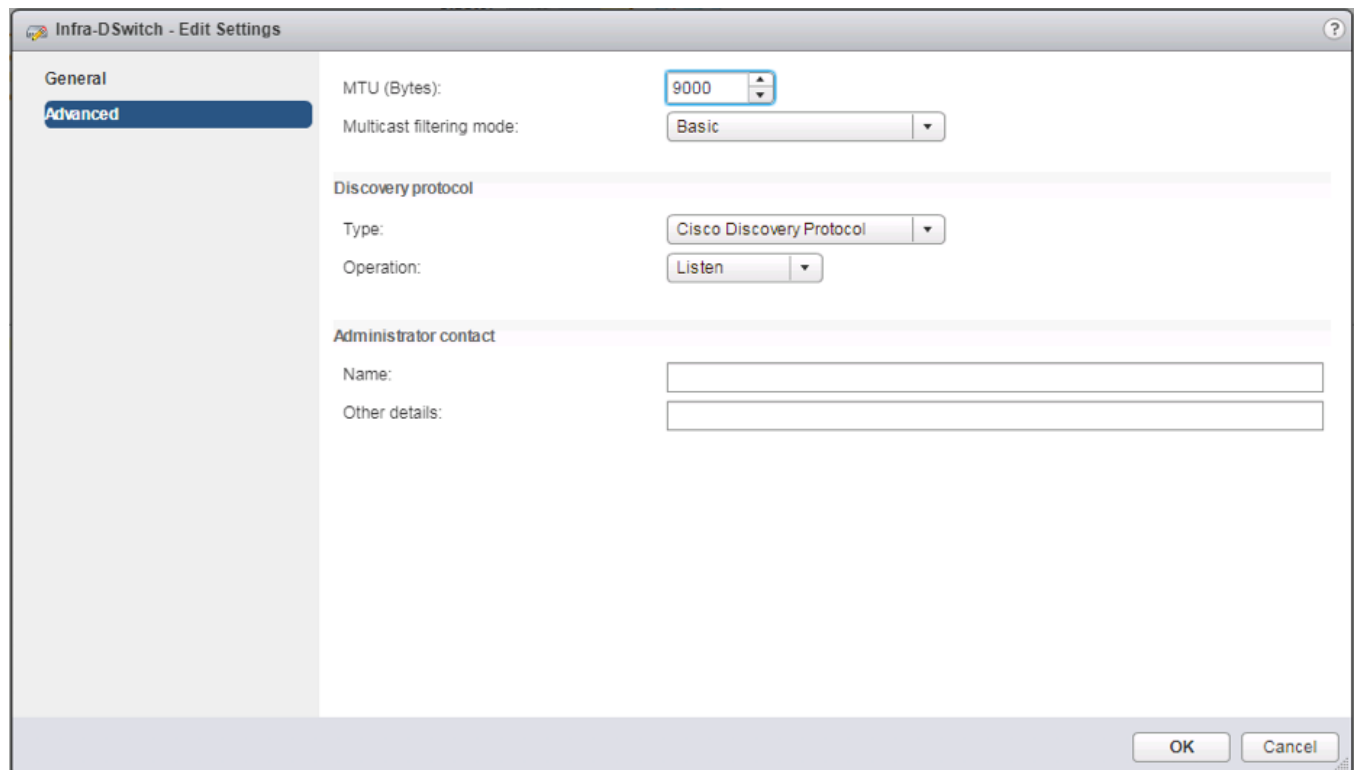 Infra-DSwitch - Edit Settings ?
General
Advanced
MTU (Bytes): 9000
Multicast filtering mode: Basic
Discovery protocol
Type: Cisco Discovery Protocol
Operation: Listen
Administrator contact
Name:
Other details:
OK Cancel